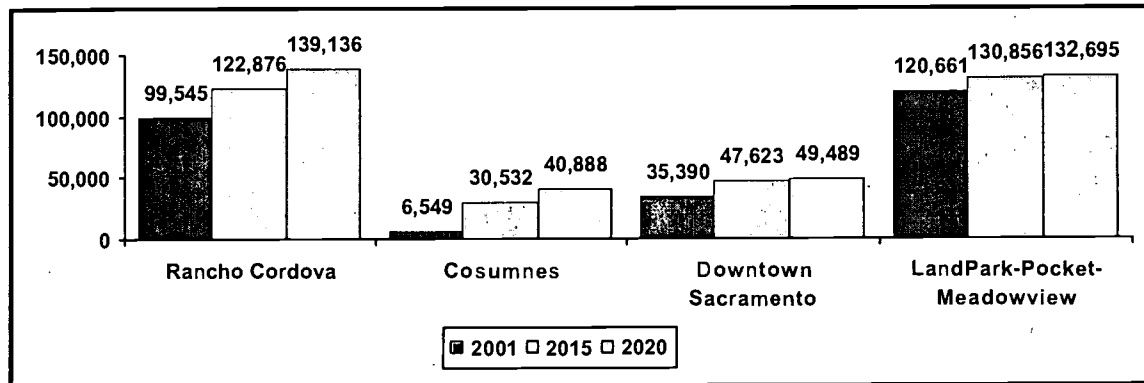 139,136
130,856 132,695
150,000
122,876
120,661
99,545
100,000
47,623 49,489
40,888
50,000
30,532
35,390
6,549
0
Rancho Cordova
Cosumnes
Downtown
Sacramento
LandPark-Pocket-
Meadowview
2001 2015 2020